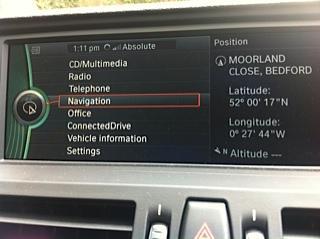 1:11 pm Absolute
CD/Multimedia
Radio
Telephone
Navigation
Office
ConnectedDrive
Vehicle information
Settings
Position
MOORLAND
CLOSE, BEDFORD
Latitude:
52° 00' 17"N
Longitude:
0° 27' 44"W
N Altitude ---